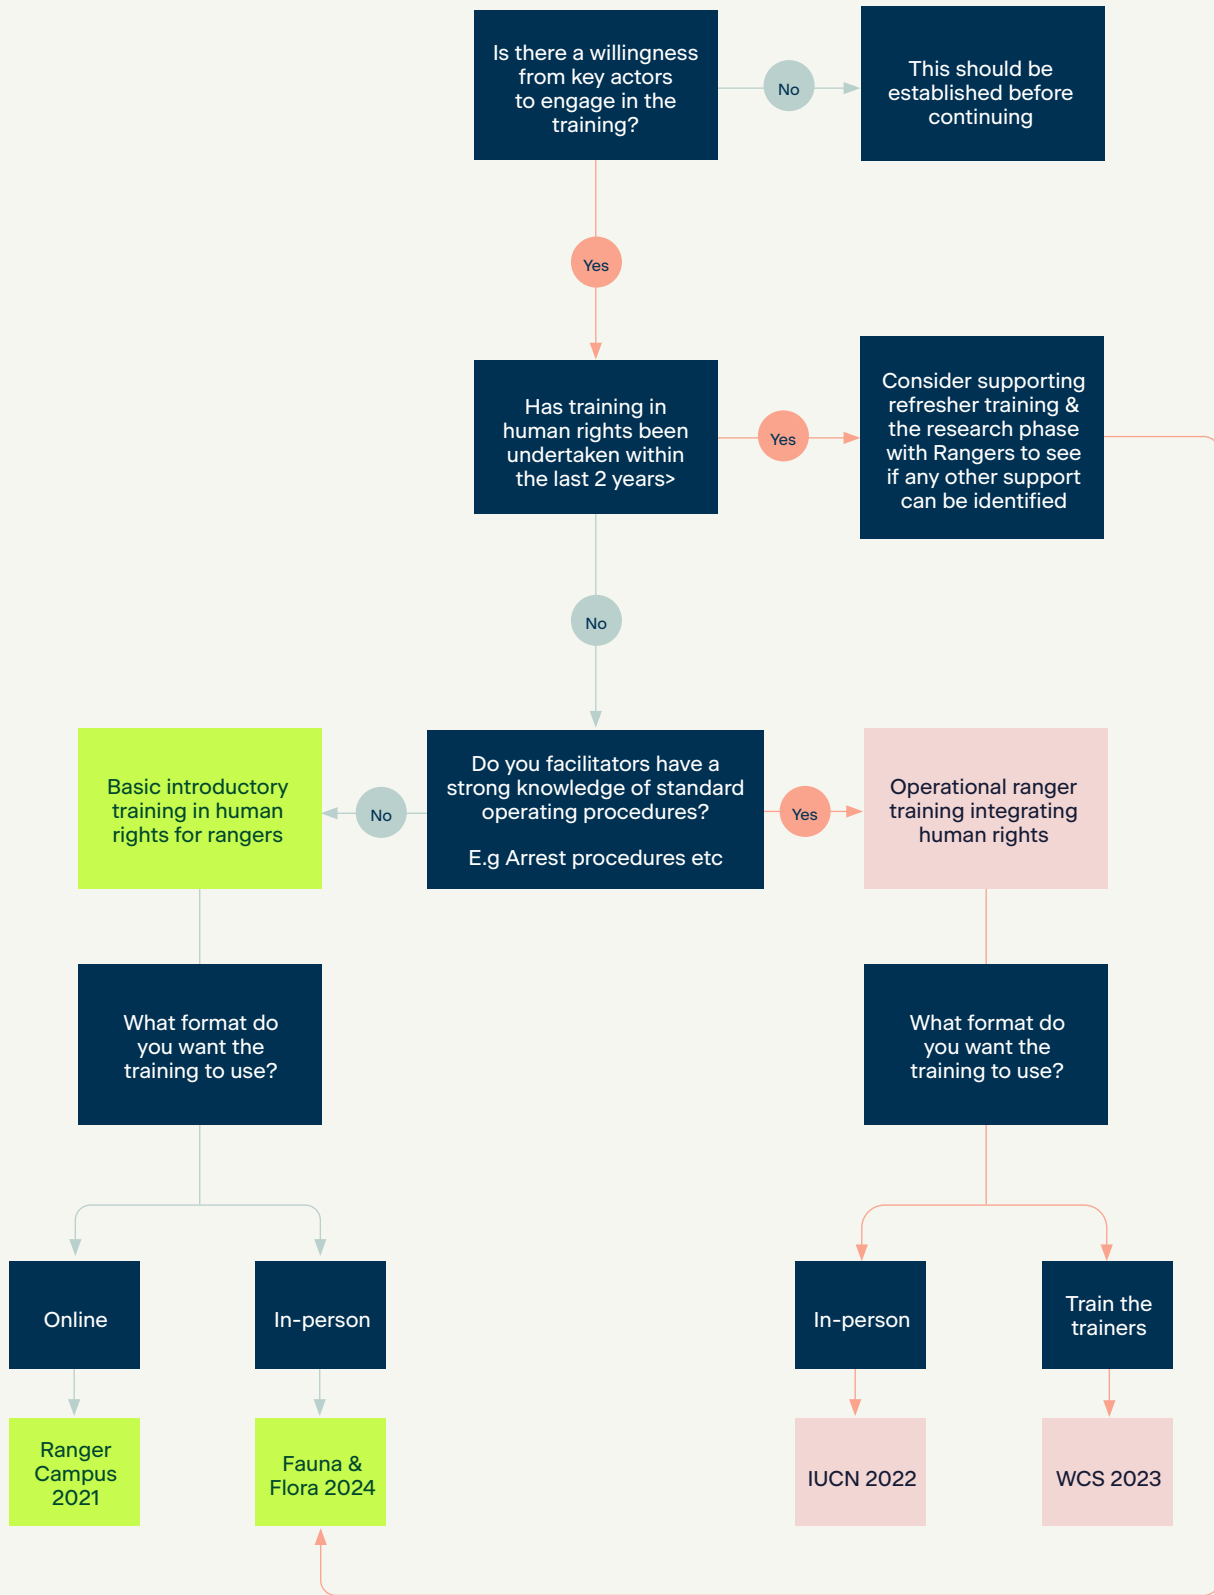 Is there a willingness
from key actors
to engage in the
training?
No
This should be
established before
continuing
Yes
Has training in
human rights been
undertaken within
the last 2 years>
Yes
Consider supporting
refresher training &
the research phase
with Rangers to see
if any other support
can be identified
No
Basic introductory
training in human
rights for rangers
No
Do you facilitators have a
strong knowledge of standard
operating procedures?
E.g Arrest procedures etc
Yes
Operational ranger
training integrating
human rights
What format do
you want the
training to use?
What format do
you want the
training to use?
Online
In-person
In-person
Train the
trainers
Ranger
Campus
2021
Fauna &
Flora 2024
IUCN 2022
WCS 2023